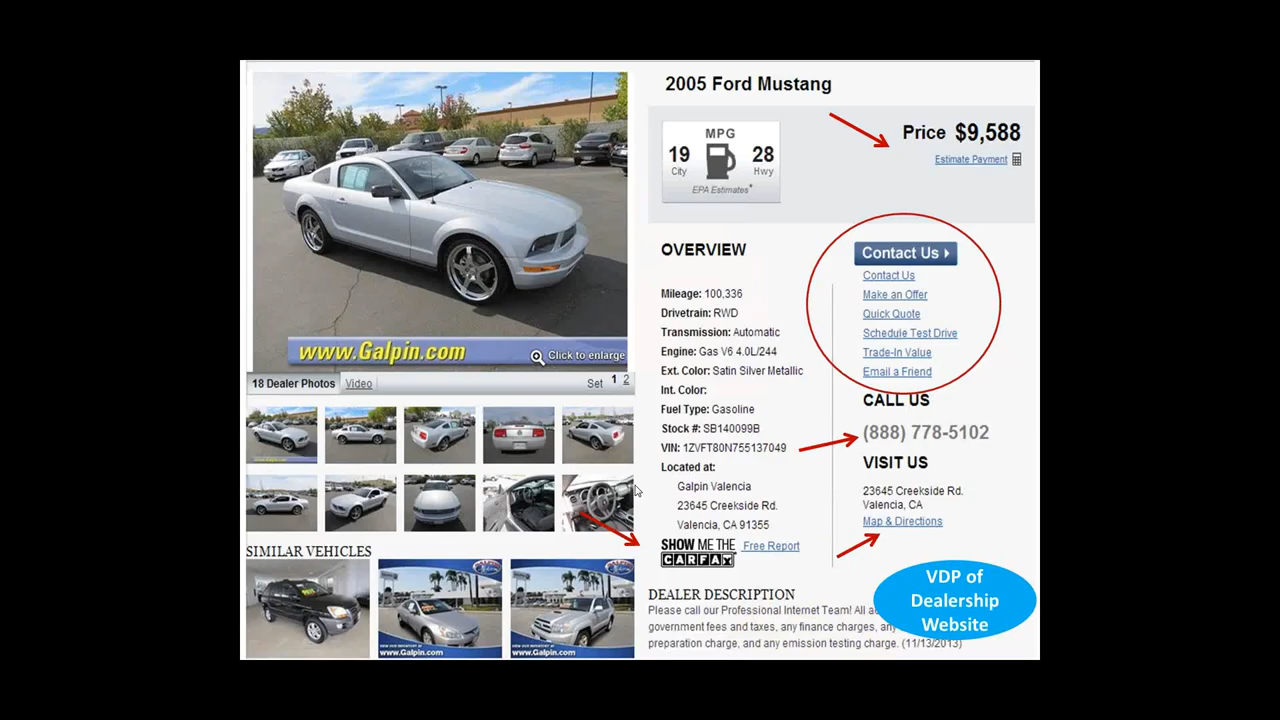 2005 Ford Mustang
MPG
19
City
28
Hwy
EPA Estimates*
Price $9,588
Estimate Payment
www.Galpin.com
Click to enlarge
18 Dealer Photos Video
Set 1 2
OVERVIEW
Mileage: 100,336
Drivetrain: RWD
Transmission: Automatic
Engine: Gas V6 4.0L/244
Ext. Color: Satin Silver Metallic
Int. Color:
Fuel Type: Gasoline
Stock #: SB140099B
VIN: 1ZVFT80N755137049
Located at:
Galpin Valencia
23645 Creekside Rd.
Valencia, CA 91355
SHOW ME THE
CARFAX
Free Report
Contact Us
Contact Us
Make an Offer
Quick Quote
Schedule Test Drive
Trade-In Value
Email a Friend
CALL US
(888) 778-5102
VISIT US
23645 Creekside Rd.
Valencia, CA
Map & Directions
SIMILAR VEHICLES
www.Galpin.com
www.Galpin.com
DEALER DESCRIPTION
Please call our Professional Internet Team! All
government fees and taxes, any finance charges, any
preparation charge, and any emission testing charge. (11/13/2013)
VDP of
Dealership
Website